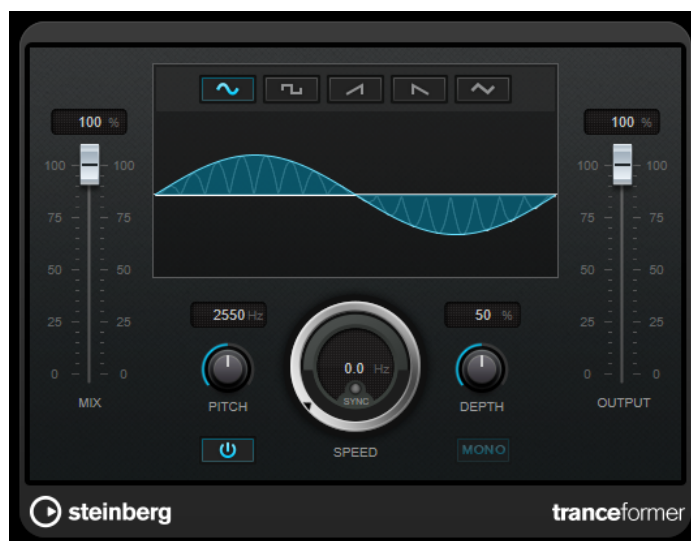 100 %
100 %
100 100
100 100
75 75
75 75
50 50
50 50
25 25
25 25
0 0
0 0
MIX
OUTPUT
2550 Hz
50 %
0.0 Hz
SYNC
PITCH
DEPTH
SPEED
MONO
steinberg
tranceformer